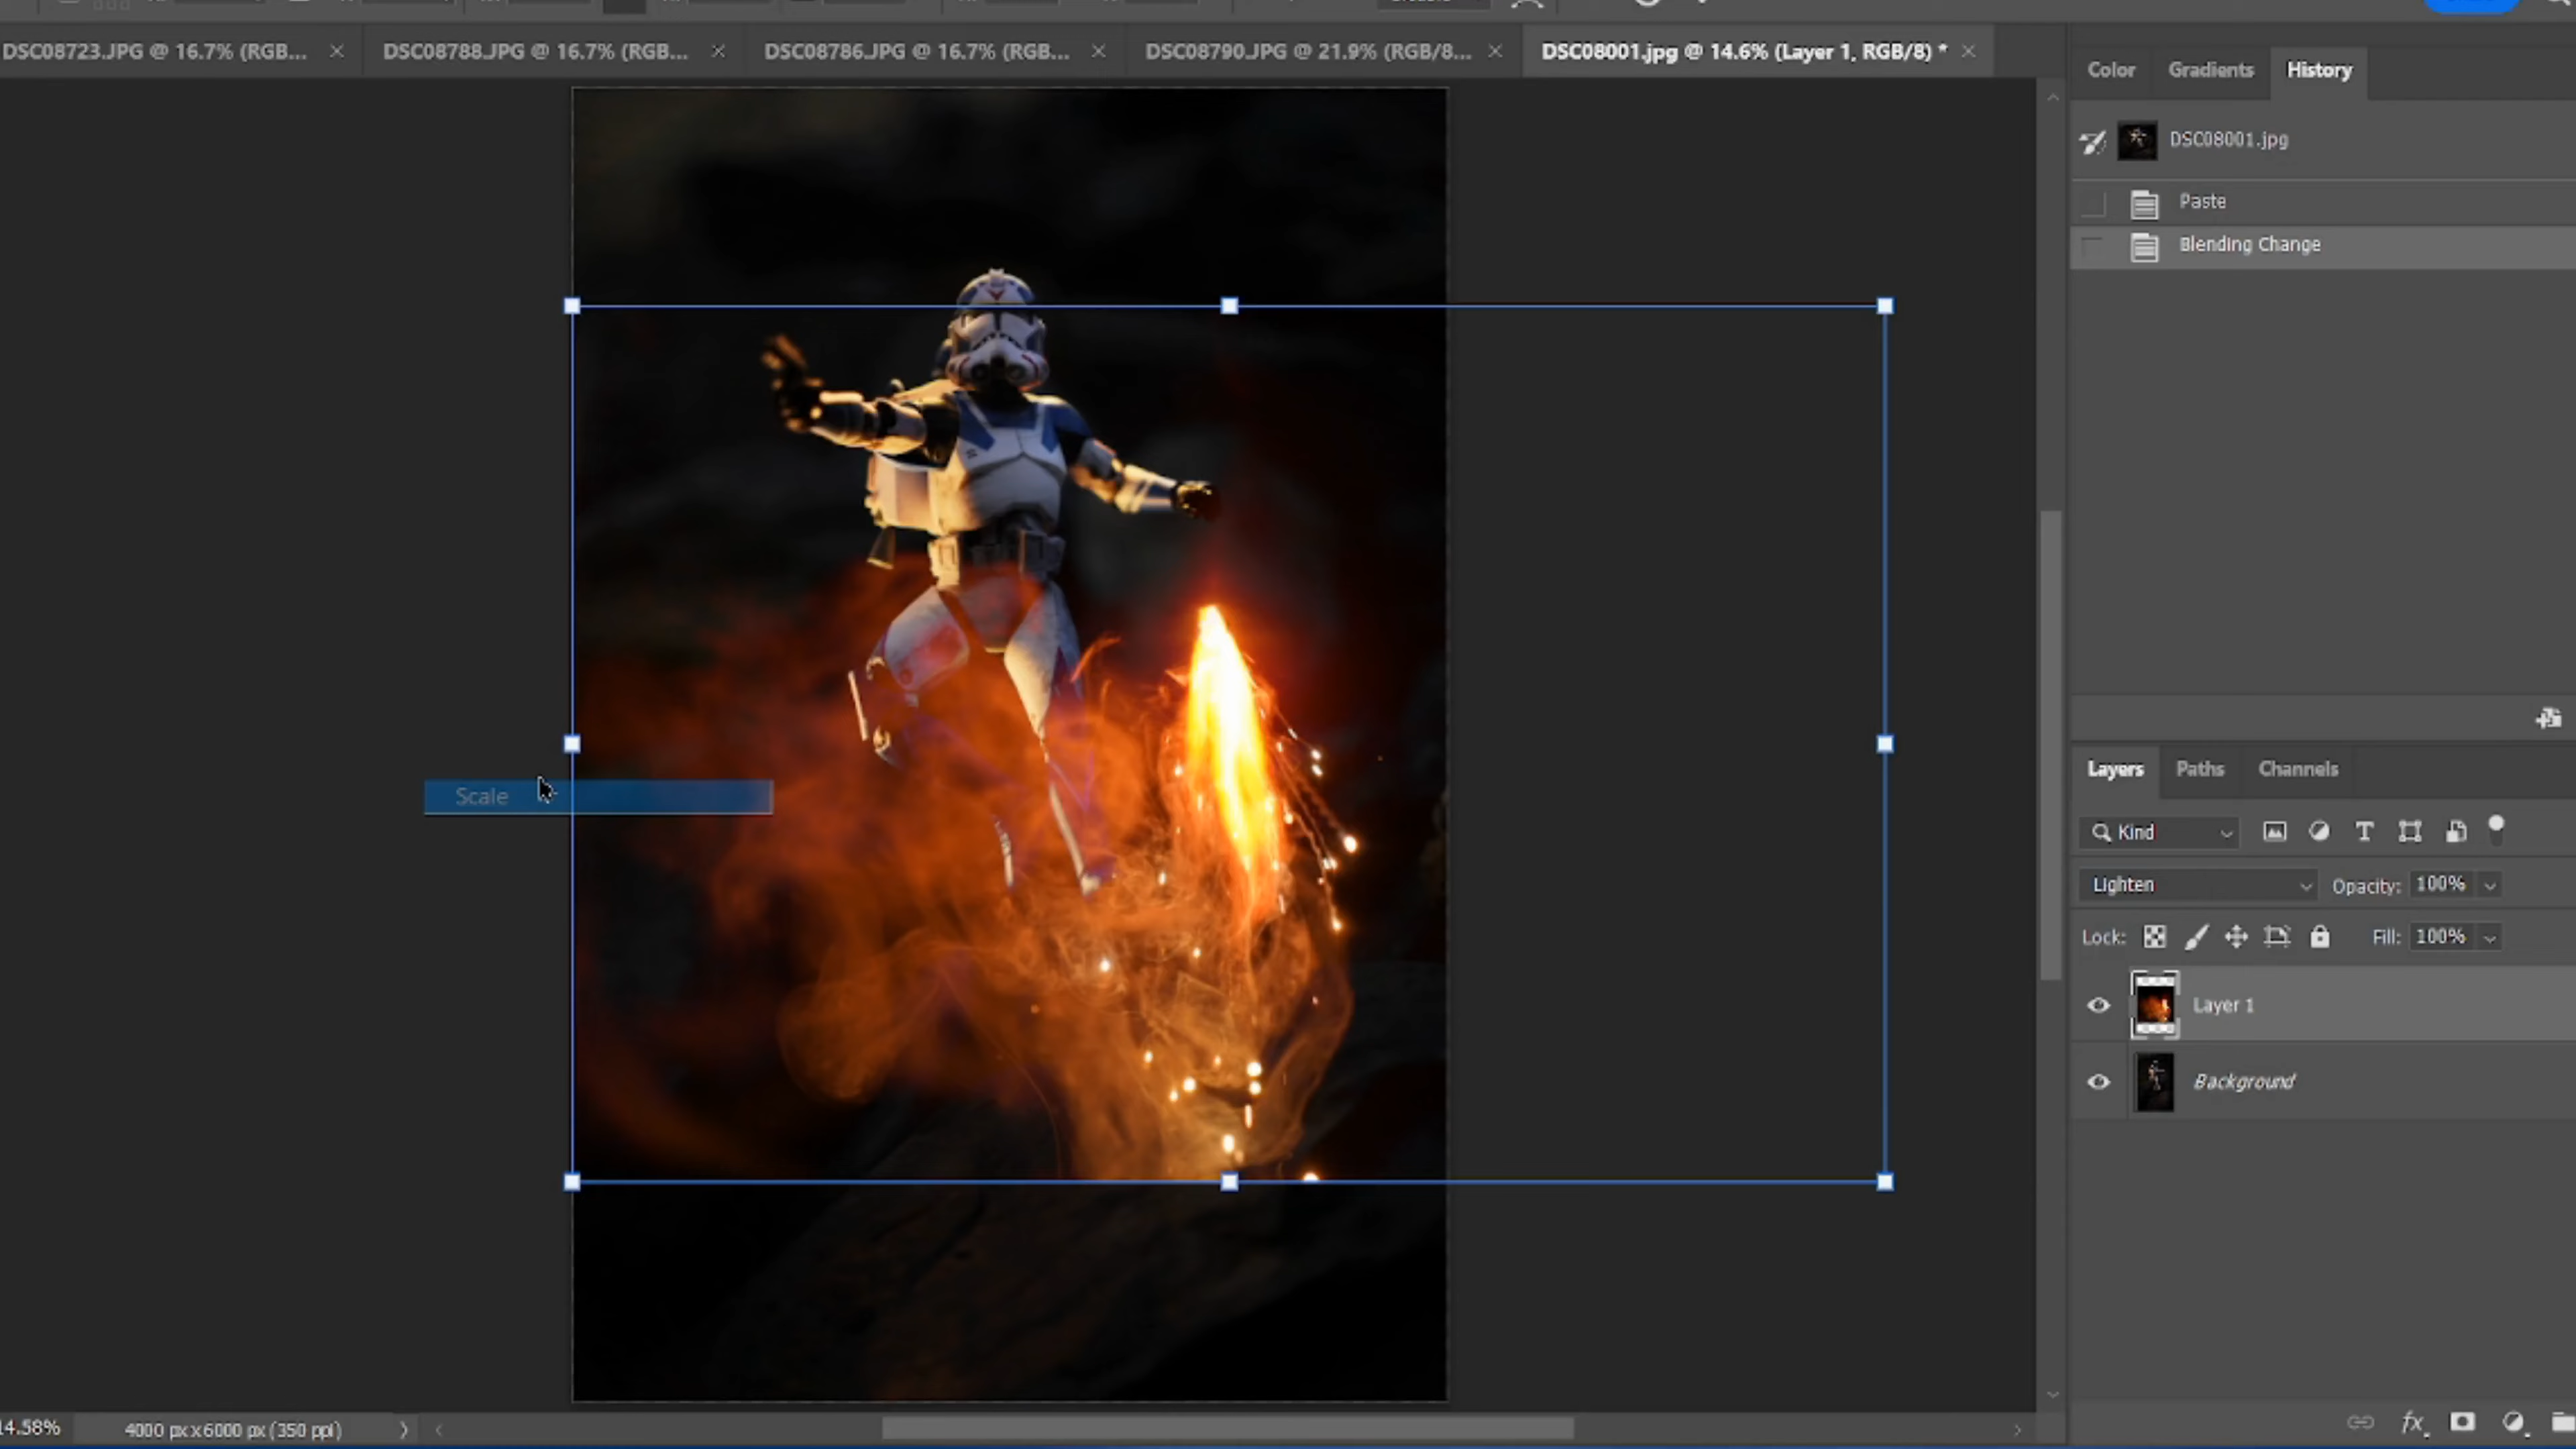 DSC08723.JPG @ 16.7% (RGB...
DSC08788.JPG @ 16.7% (RGB...
DSC08786.JPG @ 16.7% (RGB...
DSC08790.JPG @ 21.9% (RGB/8...
DSC08001.jpg @ 14.6% (Layer 1, RGB/8) *
Color
Gradients
History
DSC08001.jpg
Paste
Blending Change
Scale
Layers
Paths
Channels
Kind
Lighten
Opacity: 100%
Lock:
Fill: 100%
Layer 1
Background
14.58%
4000 px x 6000 px (350 ppi)
fx